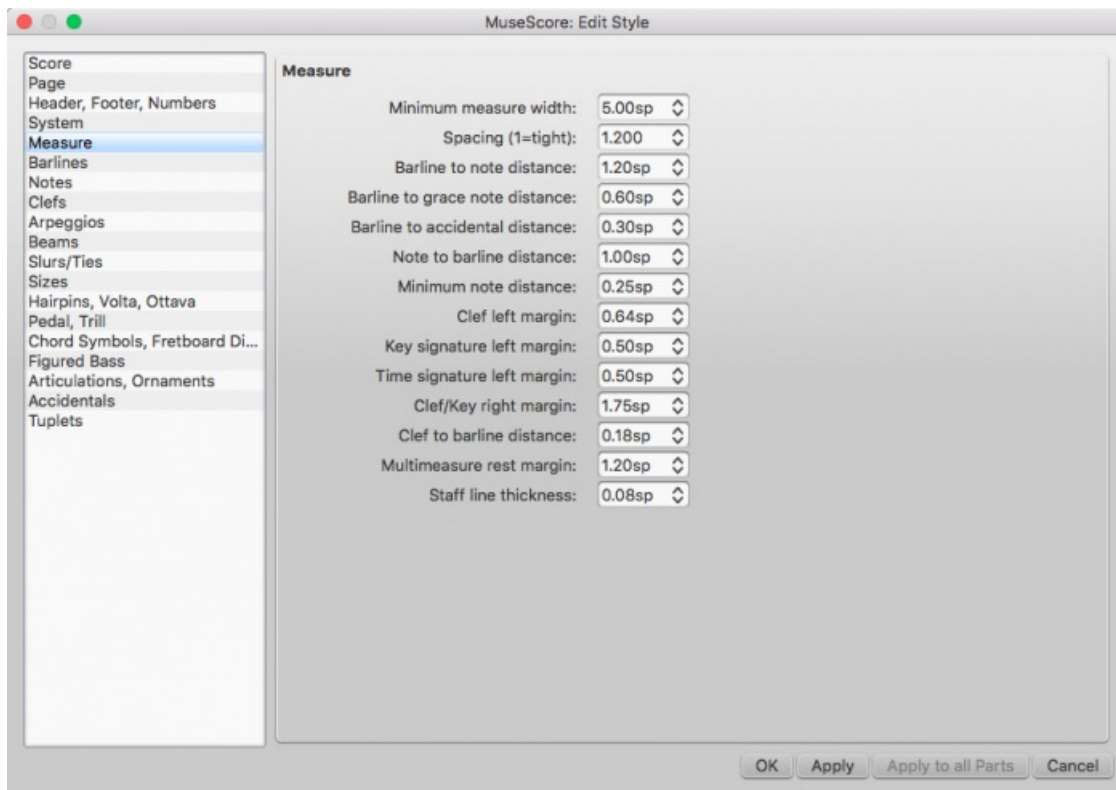 MuseScore: Edit Style
Score
Page
Header, Footer, Numbers
System
Measure
Barlines
Notes
Clefs
Arpeggios
Beams
Slurs/Ties
Sizes
Hairpins, Volta, Ottava
Pedal, Trill
Chord Symbols, Fretboard Di...
Figured Bass
Articulations, Ornaments
Accidentals
Tuplets
Measure
Minimum measure width: 5.00sp
Spacing (1=tight): 1.200
Barline to note distance: 1.20sp
Barline to grace note distance: 0.60sp
Barline to accidental distance: 0.30sp
Note to barline distance: 1.00sp
Minimum note distance: 0.25sp
Clef left margin: 0.64sp
Key signature left margin: 0.50sp
Time signature left margin: 0.50sp
Clef/Key right margin: 1.75sp
Clef to barline distance: 0.18sp
Multimeasure rest margin: 1.20sp
Staff line thickness: 0.08sp
OK Apply Apply to all Parts Cancel